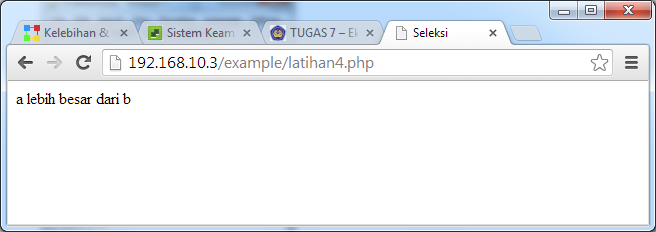 Kelebihan &
Sistem Keam
TUGAS 7 – Ek
Seleksi
192.168.10.3/example/latihan4.php
a lebih besar dari b